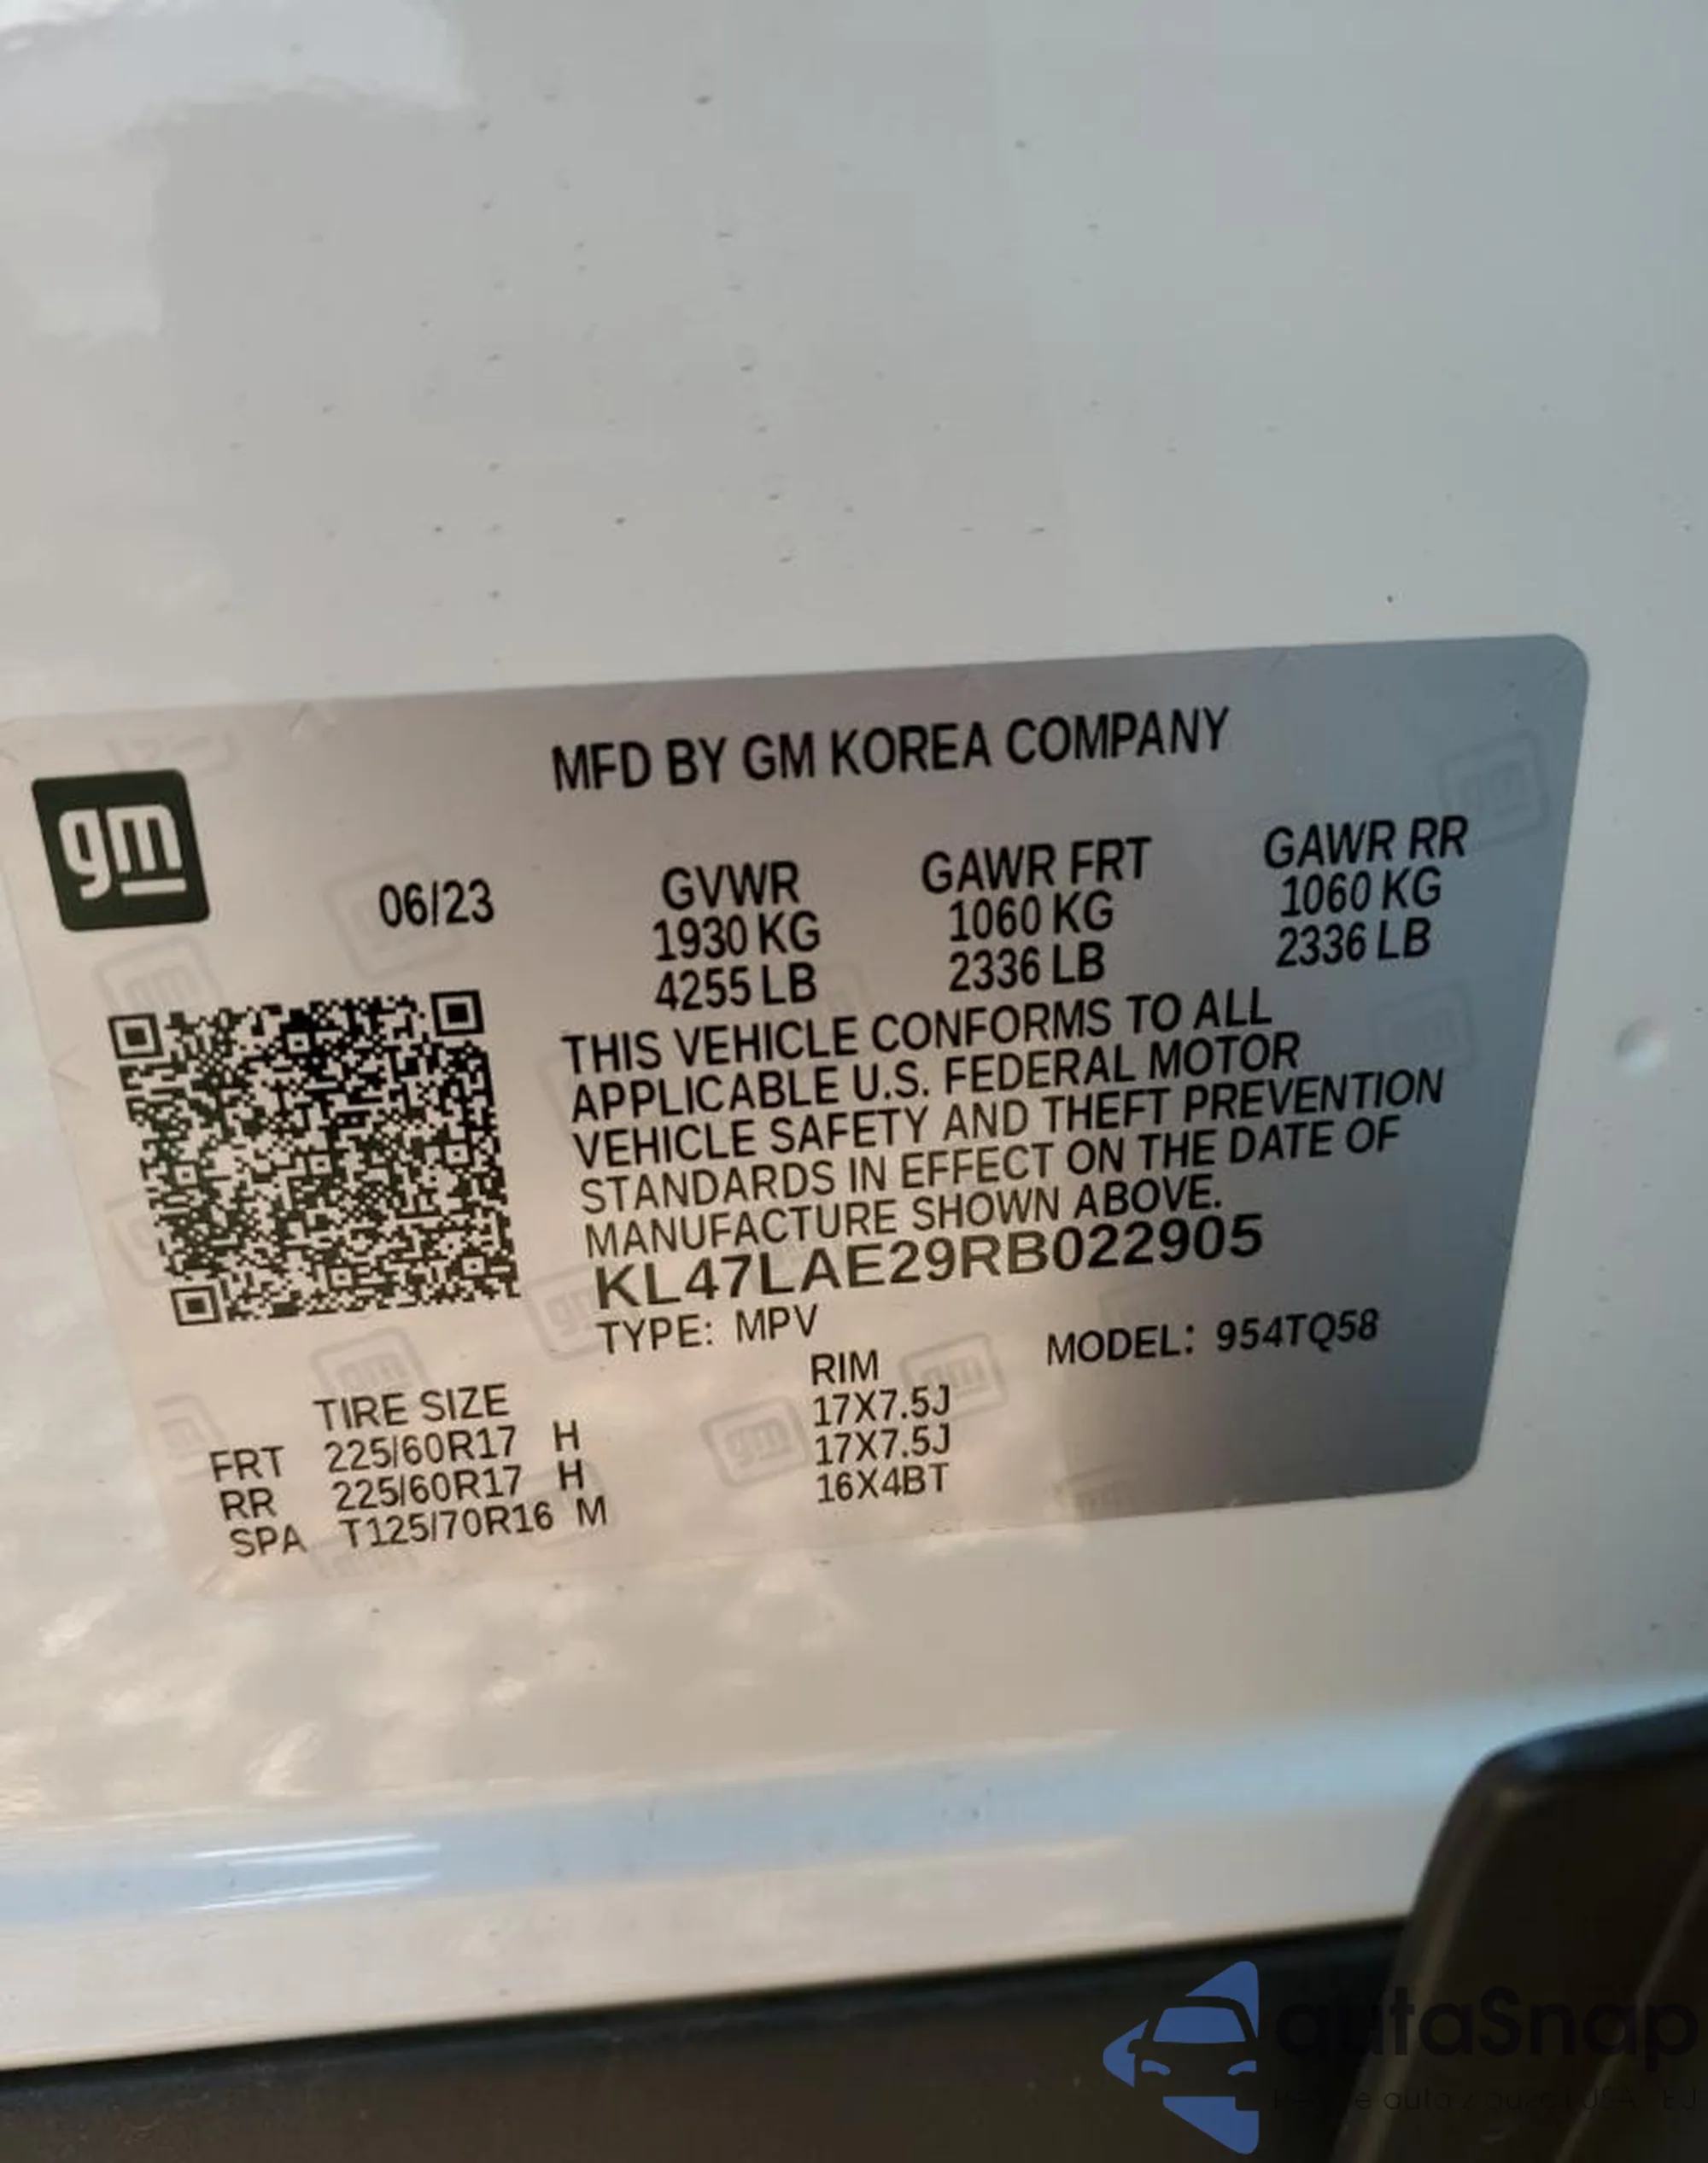 MFD BY GM KOREA COMPANY
gm
06/23
GVWR
1930 KG
4255 LB
GAWR FRT
1060 KG
2336 LB
GAWR RR
1060 KG
2336 LB
THIS VEHICLE CONFORMS TO ALL
APPLICABLE U.S. FEDERAL MOTOR
VEHICLE SAFETY AND THEFT PREVENTION
STANDARDS IN EFFECT ON THE DATE OF
MANUFACTURE SHOWN ABOVE.
KL47LAE29RB022905
TYPE: MPV
MODEL: 954TQ58
TIRE SIZE RIM
FRT 225/60R17 H 17X7.5J
RR 225/60R17 H 17X7.5J
SPA T125/70R16 M 16X4BT
autaSnap